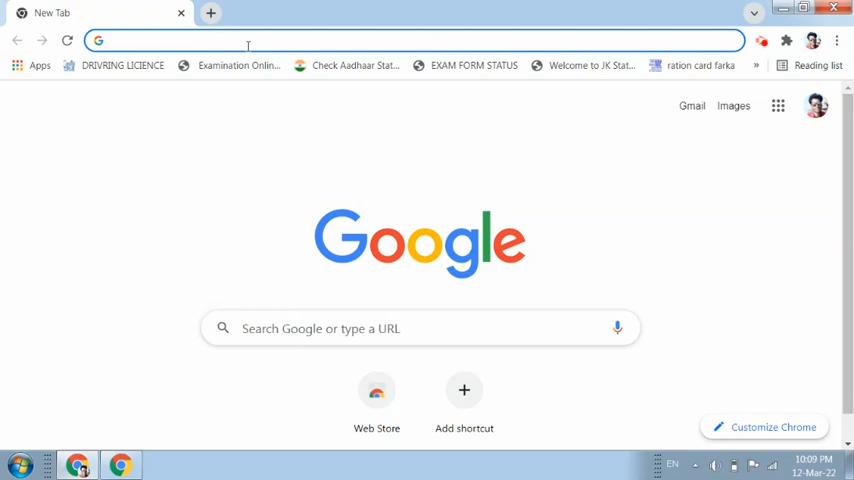 New Tab
Apps DRIVRING LICIENCE Examination Onlin... Check Aadhaar Stat... EXAM FORM STATUS Welcome to JK Stat... ration card farka » Reading list
Gmail Images
Google
Search Google or type a URL
Web Store Add shortcut
Customize Chrome
EN 10:09 PM
12-Mar-22